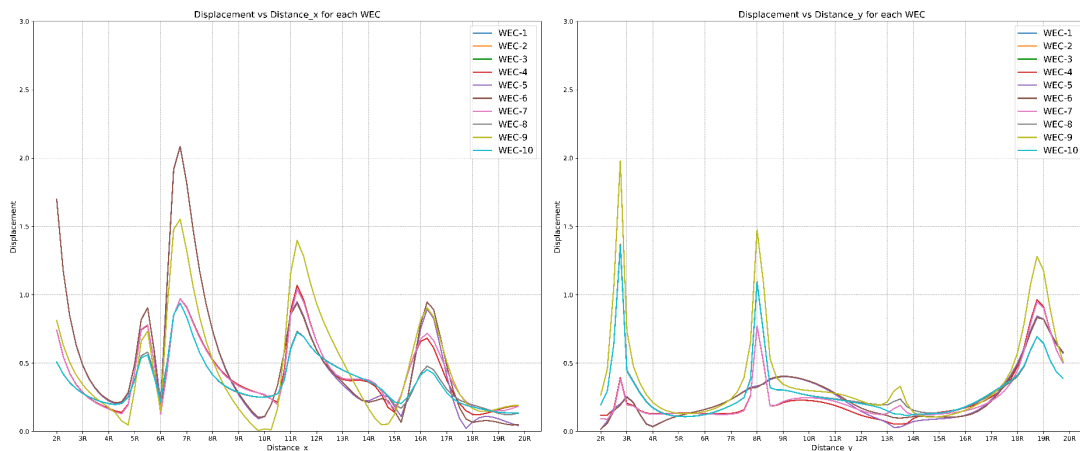 Displacement vs Distance_x for each WEC
3.0
2.5
2.0
1.5
1.0
0.5
0.0
Displacement
2R 3R 4R 5R 6R 7R 8R 9R 10R 11R 12R 13R 14R 15R 16R 17R 18R 19R 20R
Distance_x
WEC-1
WEC-2
WEC-3
WEC-4
WEC-5
WEC-6
WEC-7
WEC-8
WEC-9
WEC-10
Displacement vs Distance_y for each WEC
3.0
2.5
2.0
1.5
1.0
0.5
0.0
Displacement
2R 3R 4R 5R 6R 7R 8R 9R 10R 11R 12R 13R 14R 15R 16R 17R 18R 19R 20R
Distance_y
WEC-1
WEC-2
WEC-3
WEC-4
WEC-5
WEC-6
WEC-7
WEC-8
WEC-9
WEC-10